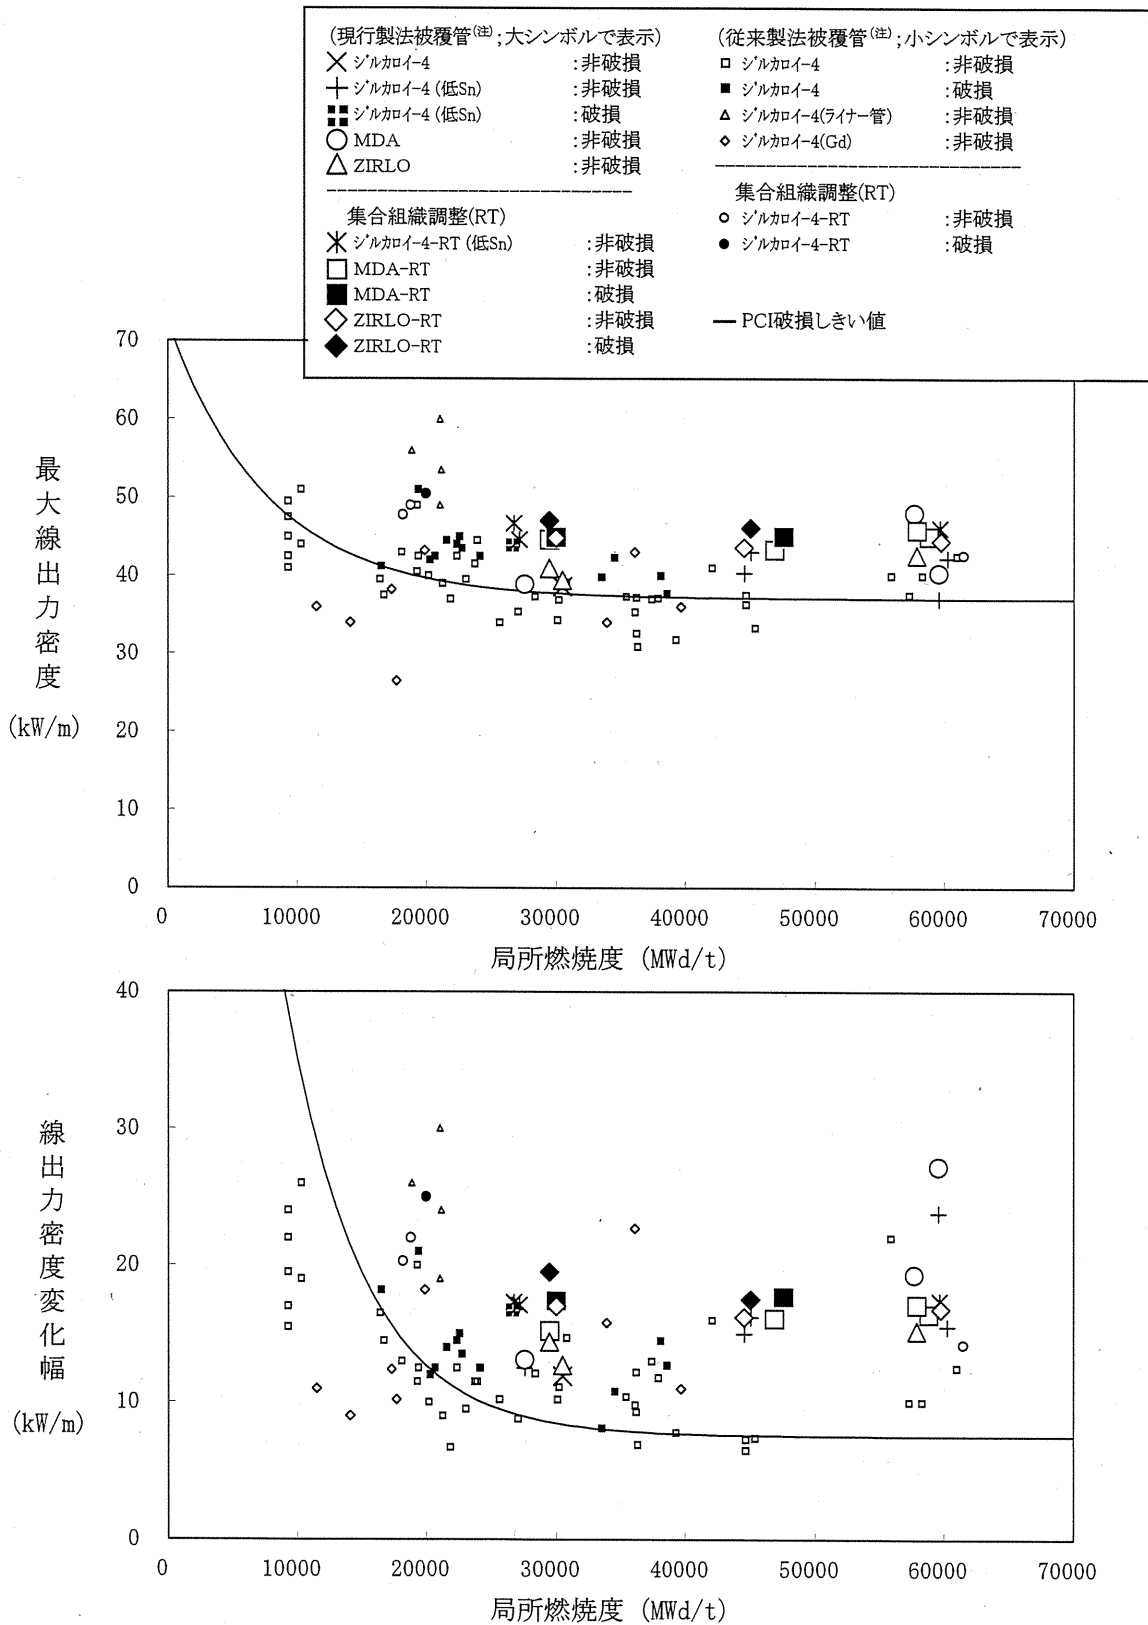 (現行製法被覆管(注);大シンボルで表示)
ジルカロイ-4 :非破損
ジルカロイ-4 (低Sn) :非破損
ジルカロイ-4 (低Sn) :破損
MDA :非破損
ZIRLO :非破損
集合組織調整(RT)
ジルカロイ-4-RT (低Sn) :非破損
MDA-RT :非破損
MDA-RT :破損
ZIRLO-RT :非破損
ZIRLO-RT :破損
(従来製法被覆管(注);小シンボルで表示)
ジルカロイ-4 :非破損
ジルカロイ-4 :破損
ジルカロイ-4(ライナー管) :非破損
ジルカロイ-4(Gd) :非破損
集合組織調整(RT)
ジルカロイ-4-RT :非破損
ジルカロイ-4-RT :破損
PCI破損しきい値
最大線出力密度
(kW/m)
70
60
50
40
30
20
10
0
0 10000 20000 30000 40000 50000 60000 70000
局所燃焼度 (MWd/t)
線出力密度変化幅
(kW/m)
40
30
20
10
0
0 10000 20000 30000 40000 50000 60000 70000
局所燃焼度 (MWd/t)